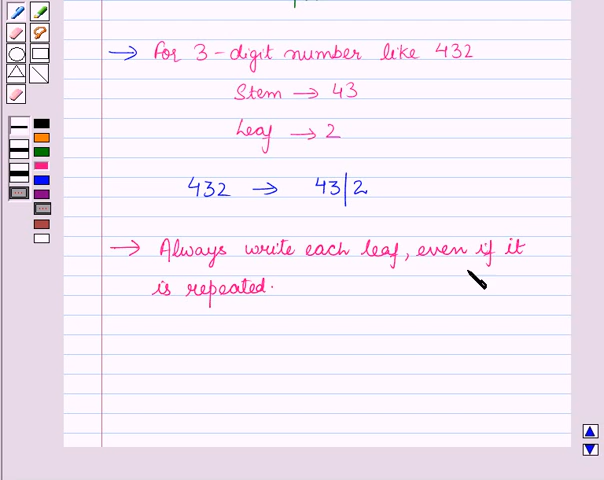 → For 3-digit number like 432
Stem → 43
Leaf → 2
432 → 43|2
→ Always write each leaf, even if it
is repeated.